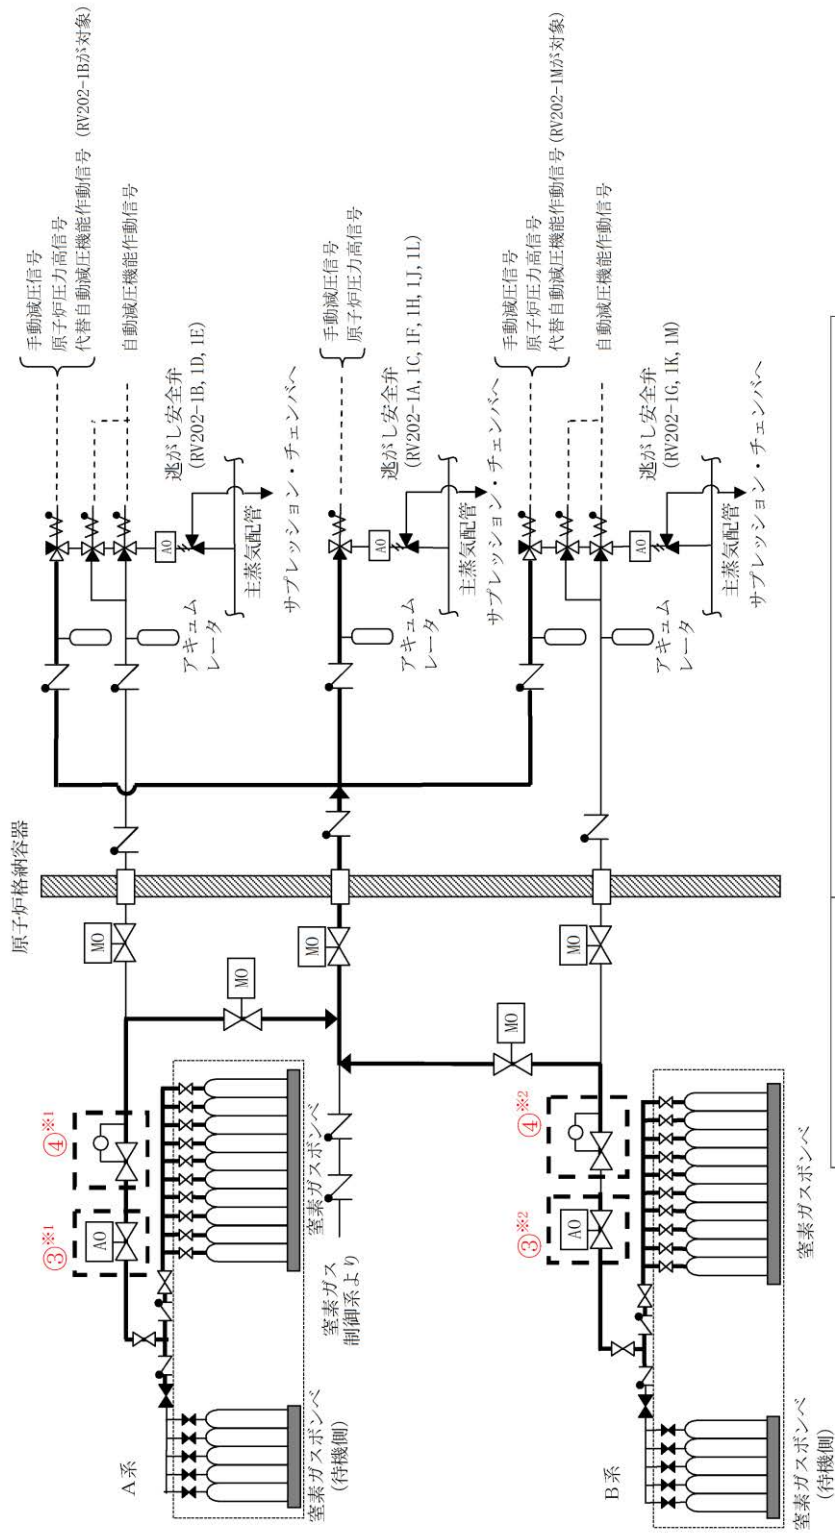 原子炉格納容器
手動減圧信号
原子炉圧力高信号
代替自動減圧機能作動信号（RV202-1Bが対象）
自動減圧機能作動信号
逃がし安全弁
(RV202-1B, 1D, 1E)
AO
主蒸気配管
サプレッション・チェンバへ
アキュム
レータ
MO
MO
③※1
④※1
AO
A系
窒素ガスボンベ
(待機側)
窒素ガスボンベ
手動減圧信号
原子炉圧力高信号
逃がし安全弁
(RV202-1A, 1C, 1F, 1H, 1J, 1L)
AO
主蒸気配管
サプレッション・チェンバへ
アキュム
レータ
MO
窒素ガス
制御系より
手動減圧信号
原子炉圧力高信号
代替自動減圧機能作動信号(RV202-1Mが対象)
自動減圧機能作動信号
逃がし安全弁
(RV202-1G, 1K, 1M)
AO
主蒸気配管
サプレッション・チェンバへ
アキュム
レータ
MO
MO
③※2
④※2
AO
B系
窒素ガスボンベ
(待機側)
窒素ガスボンベ